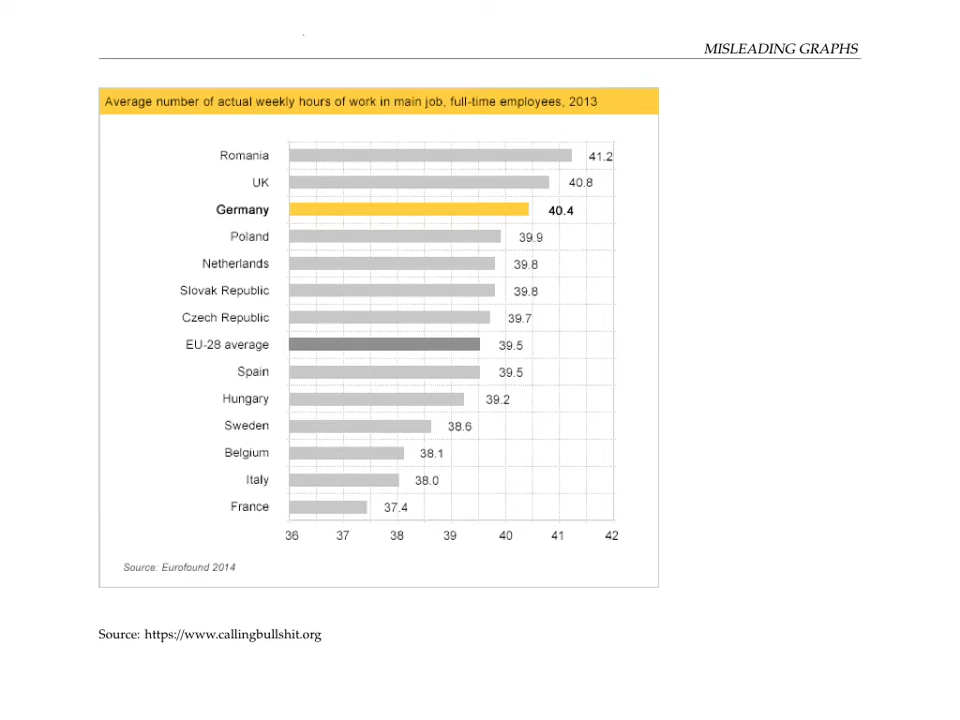 MISLEADING GRAPHS
Average number of actual weekly hours of work in main job, full-time employees, 2013
Romania 41.2
UK 40.8
Germany 40.4
Poland 39.9
Netherlands 39.8
Slovak Republic 39.8
Czech Republic 39.7
EU-28 average 39.5
Spain 39.5
Hungary 39.2
Sweden 38.6
Belgium 38.1
Italy 38.0
France 37.4
36 37 38 39 40 41 42
Source: Eurofound 2014
Source: https://www.callingbullshit.org